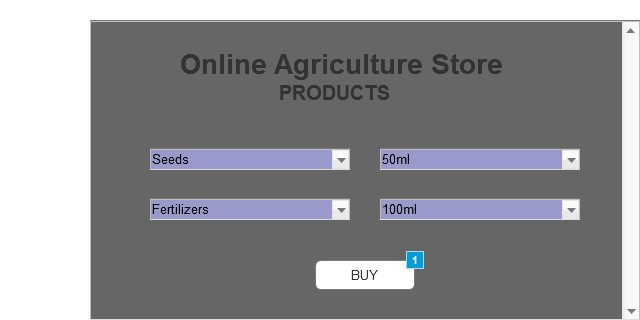 Online Agriculture Store
PRODUCTS
Seeds 50ml
Fertilizers 100ml
1
BUY